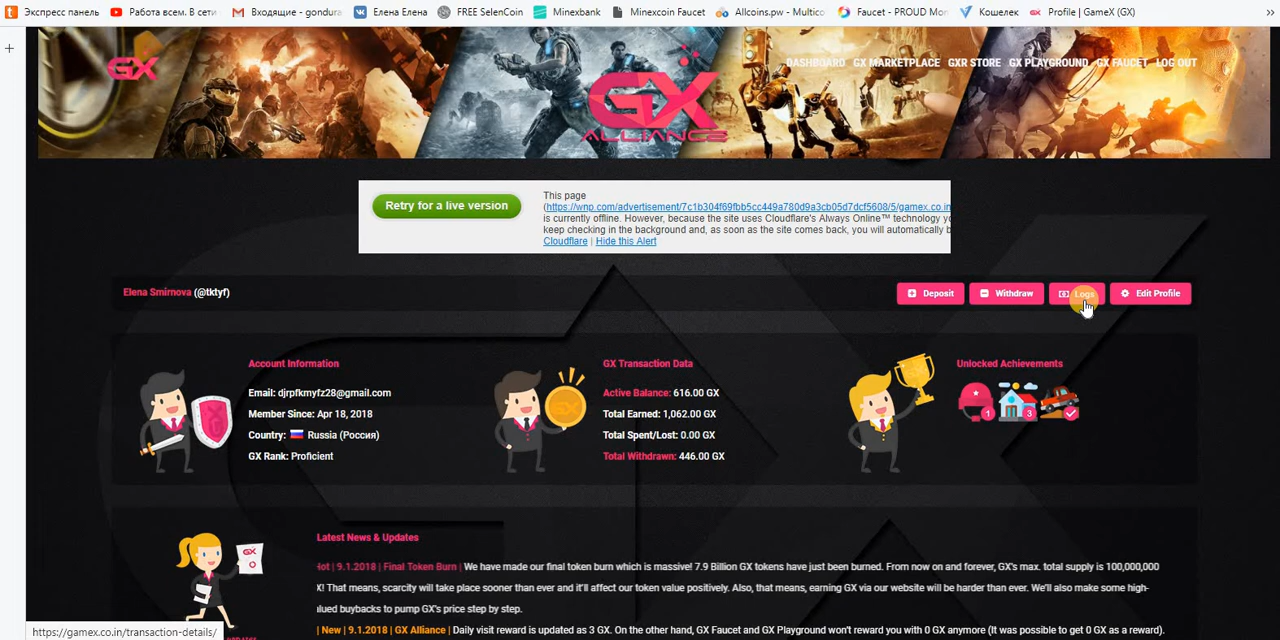 Экспресс панель
Работа всем. В сети
Входящие - gondura
Елена Елена
FREE SelenCoin
Minexbank
Minexcoin Faucet
Allcoins.pw - Multico
Faucet - PROUD Mon
Кошелек
Profile | GameX (GX)
GX
DASHBOARD GX MARKETPLACE GXR STORE GX PLAYGROUND GX FAUCET LOG OUT
GX
ALLIANCE
Retry for a live version
This page
(https://wnp.com/advertisement/7c1b304f69fbb5cc449a780d9a3cb05d7dcf5608/5/gamex.co.in
is currently offline. However, because the site uses Cloudflare's Always Online™ technology yo
keep checking in the background and, as soon as the site comes back, you will automatically b
Cloudflare | Hide this Alert
Elena Smirnova (@tktyf)
Deposit
Withdraw
Logs
Edit Profile
Account Information
Email: djrpfkmyfz28@gmail.com
Member Since: Apr 18, 2018
Country: Russia (Россия)
GX Rank: Proficient
GX Transaction Data
Active Balance: 616.00 GX
Total Earned: 1,062.00 GX
Total Spent/Lost: 0.00 GX
Total Withdrawn: 446.00 GX
Unlocked Achievements
1
3
Latest News & Updates
Hot | 9.1.2018 | Final Token Burn | We have made our final token burn which is massive! 7.9 Billion GX tokens have just been burned. From now on and forever, GX's max. total supply is 100,000,000
X! That means, scarcity will take place sooner than ever and it'll affect our token value positively. Also, that means, earning GX via our website will be harder than ever. We'll also make some high-
alued buybacks to pump GX's price step by step.
| New | 9.1.2018 | GX Alliance | Daily visit reward is updated as 3 GX. On the other hand, GX Faucet and GX Playground won't reward you with 0 GX anymore (It was possible to get 0 GX as a reward).
https://gamex.co.in/transaction-details/